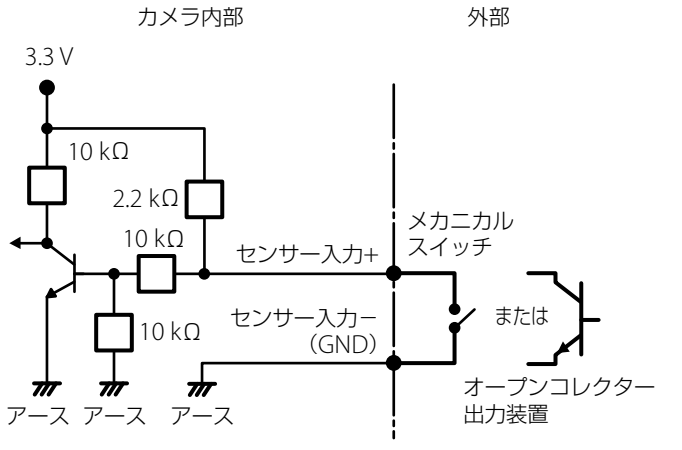 カメラ内部
外部
3.3 V
10 kΩ
2.2 kΩ
10 kΩ
メカニカル
スイッチ
センサー入力+
センサー入力−
（GND）
10 kΩ
または
オープンコレクター
出力装置
アース
アース
アース